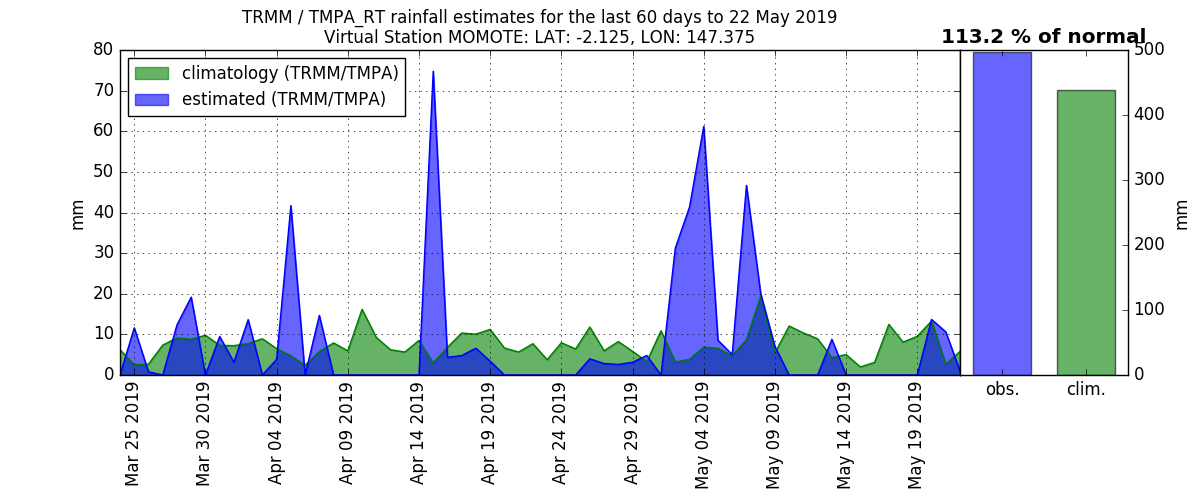 TRMM / TMPA_RT rainfall estimates for the last 60 days to 22 May 2019
Virtual Station MOMOTE: LAT: -2.125, LON: 147.375
113.2 % of normal
climatology (TRMM/TMPA)
estimated (TRMM/TMPA)
mm
80
70
60
50
40
30
20
10
0
Mar 25 2019
Mar 30 2019
Apr 04 2019
Apr 09 2019
Apr 14 2019
Apr 19 2019
Apr 24 2019
Apr 29 2019
May 04 2019
May 09 2019
May 14 2019
May 19 2019
obs.
clim.
500
400
300
200
100
0
mm